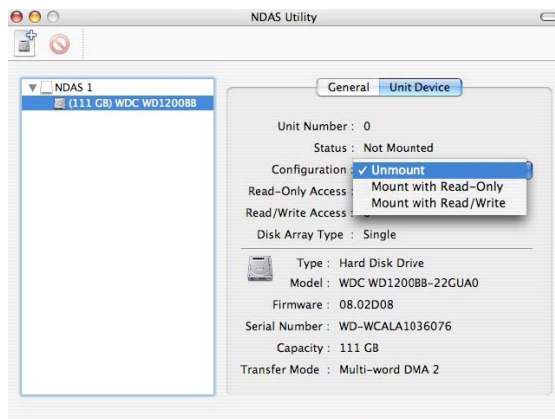 NDAS Utility
NDAS 1
(111 GB) WDC WD1200BB
General Unit Device
Unit Number : 0
Status : Not Mounted
Configuration : ✓ Unmount
Mount with Read-Only
Read-Only Access :
Mount with Read/Write
Read/Write Access :
Disk Array Type : Single
Type : Hard Disk Drive
Model : WDC WD1200BB-22GUA0
Firmware : 08.02D08
Serial Number : WD-WCALA1036076
Capacity : 111 GB
Transfer Mode : Multi-word DMA 2